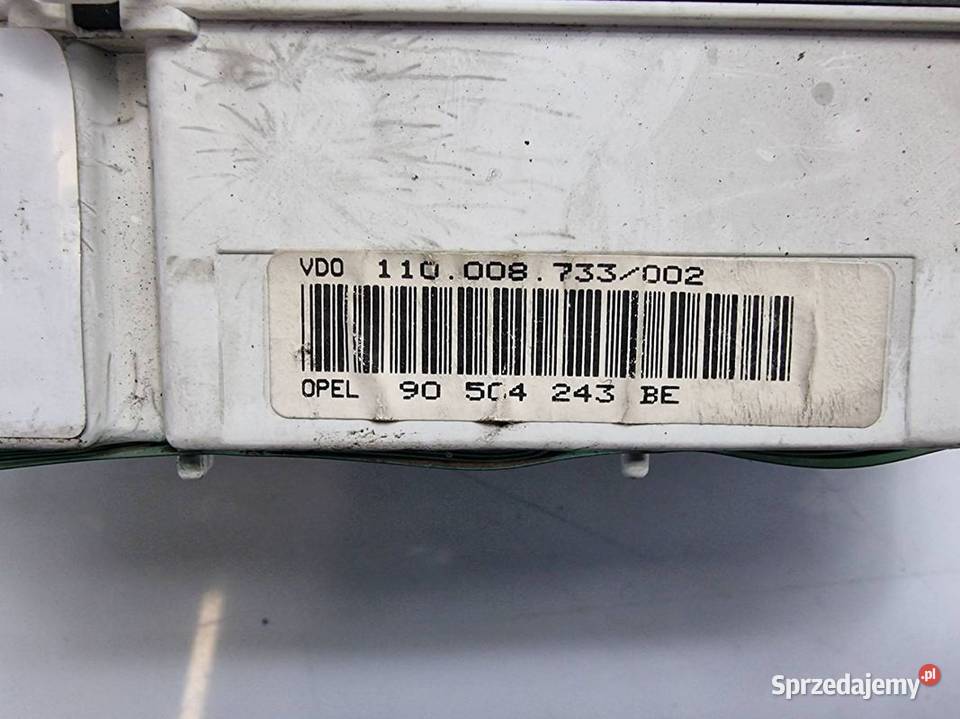 VDO 110.008.733/002
OPEL 90 504 243 BE
Sprzedajemy.pl